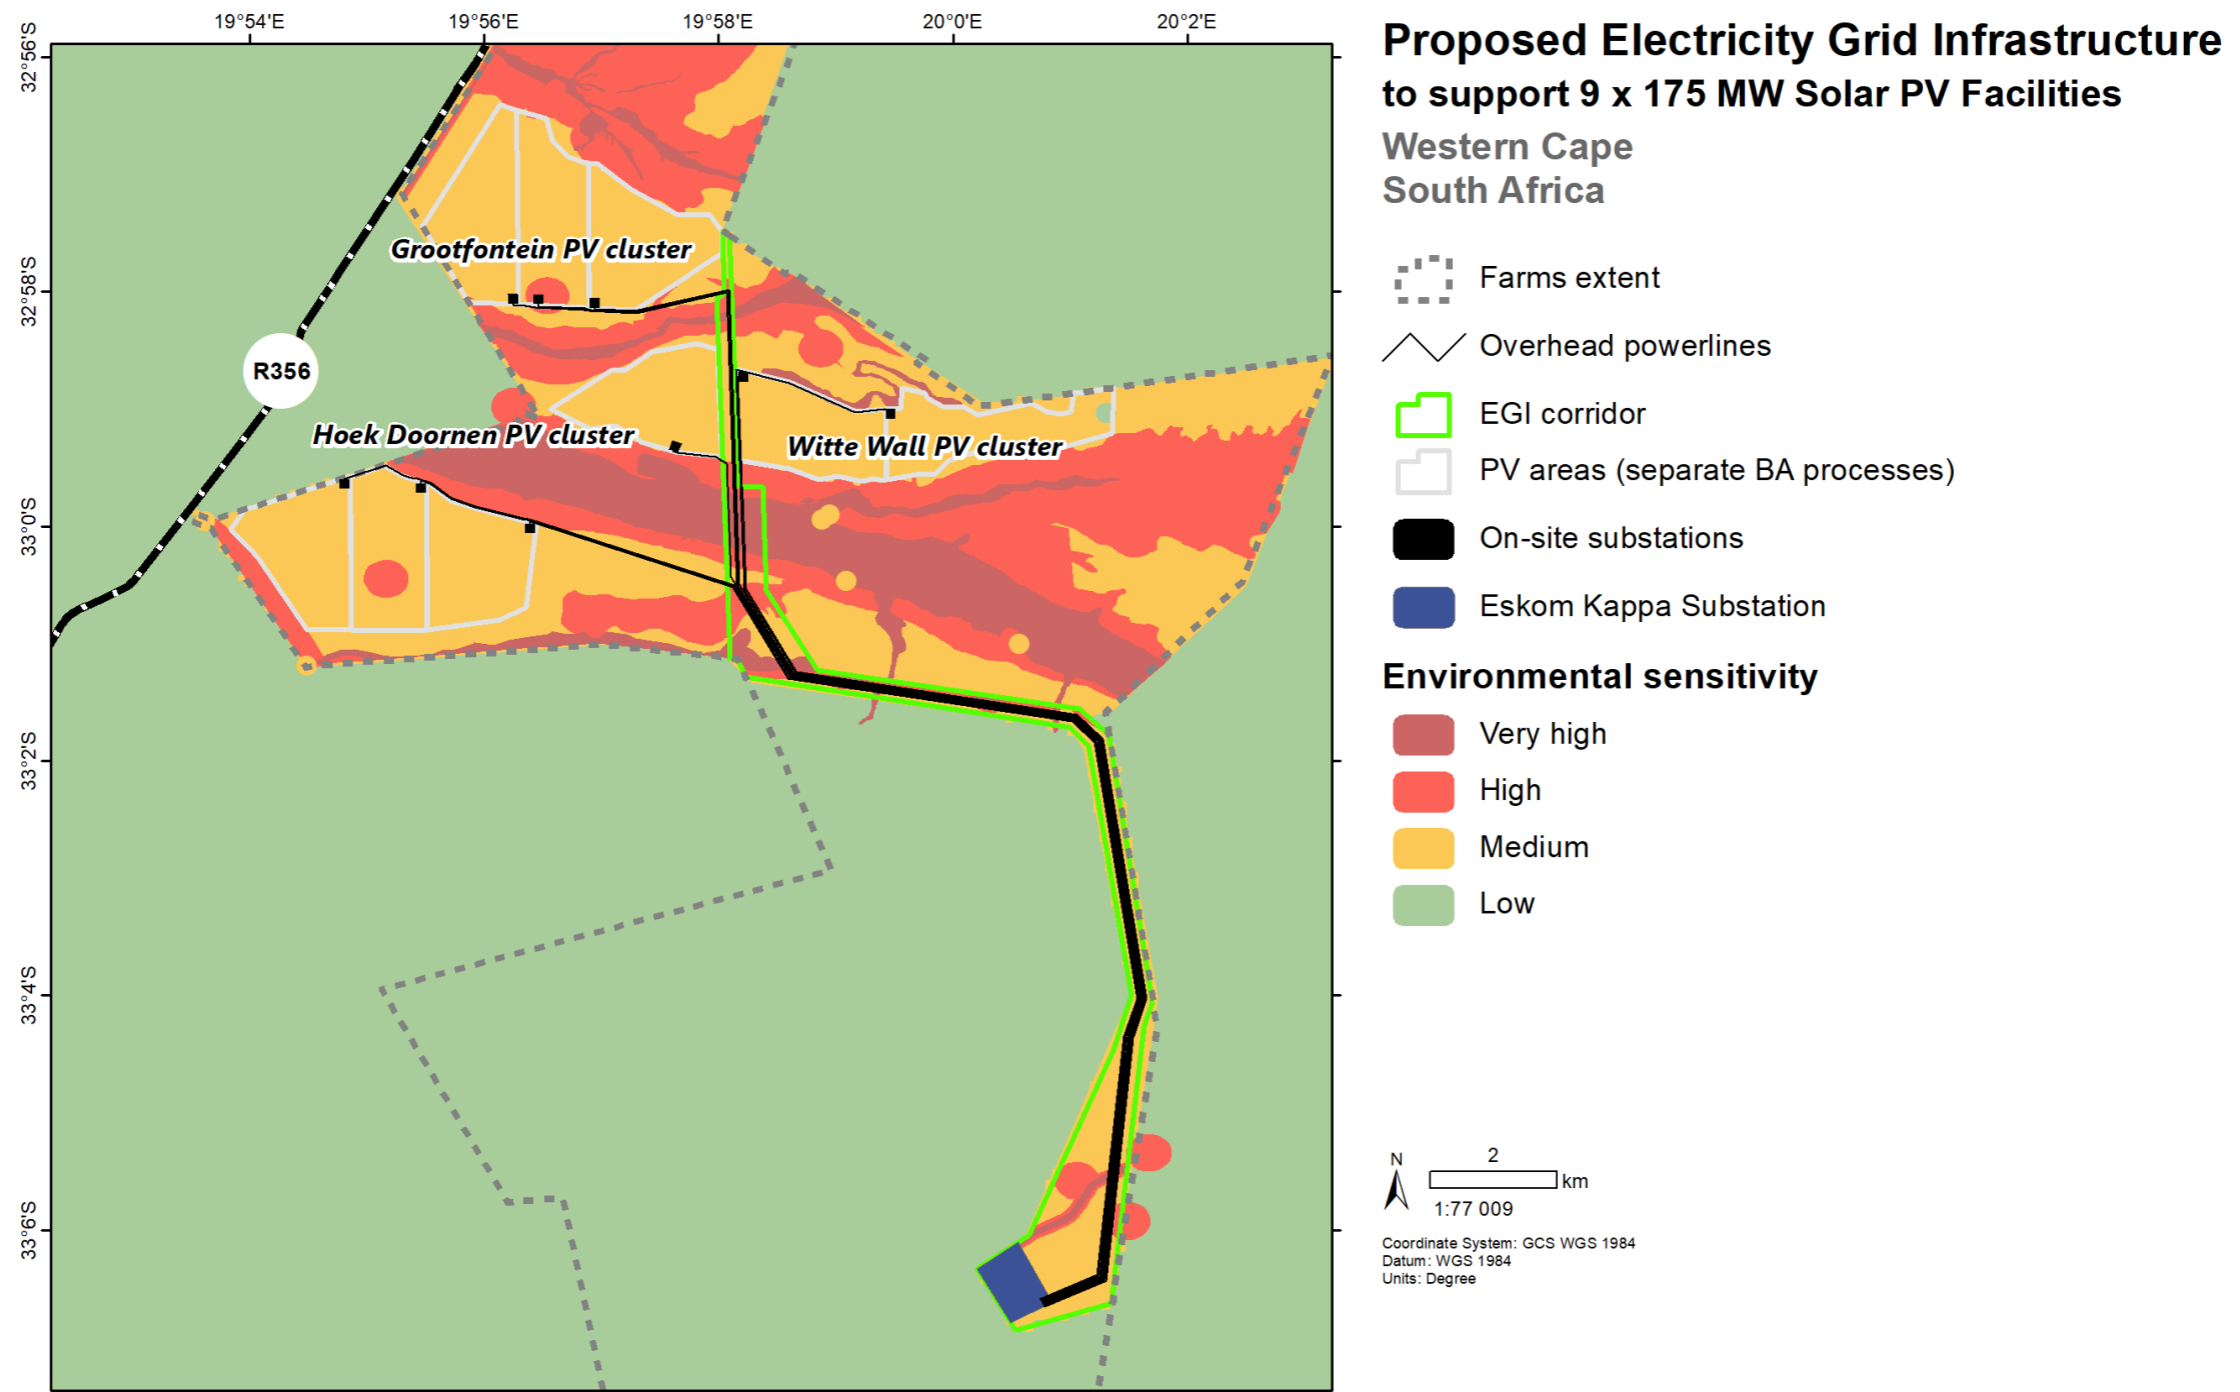 19°54'E
19°56'E
19°58'E
20°0'E
20°2'E
32°56'S
32°58'S
33°0'S
33°2'S
33°4'S
33°6'S
Grootfontein PV cluster
R356
Hoek Doornen PV cluster
Witte Wall PV cluster
Proposed Electricity Grid Infrastructure
to support 9 x 175 MW Solar PV Facilities
Western Cape
South Africa
Farms extent
Overhead powerlines
EGI corridor
PV areas (separate BA processes)
On-site substations
Eskom Kappa Substation
Environmental sensitivity
Very high
High
Medium
Low
N
2
km
1:77 009
Coordinate System: GCS WGS 1984
Datum: WGS 1984
Units: Degree